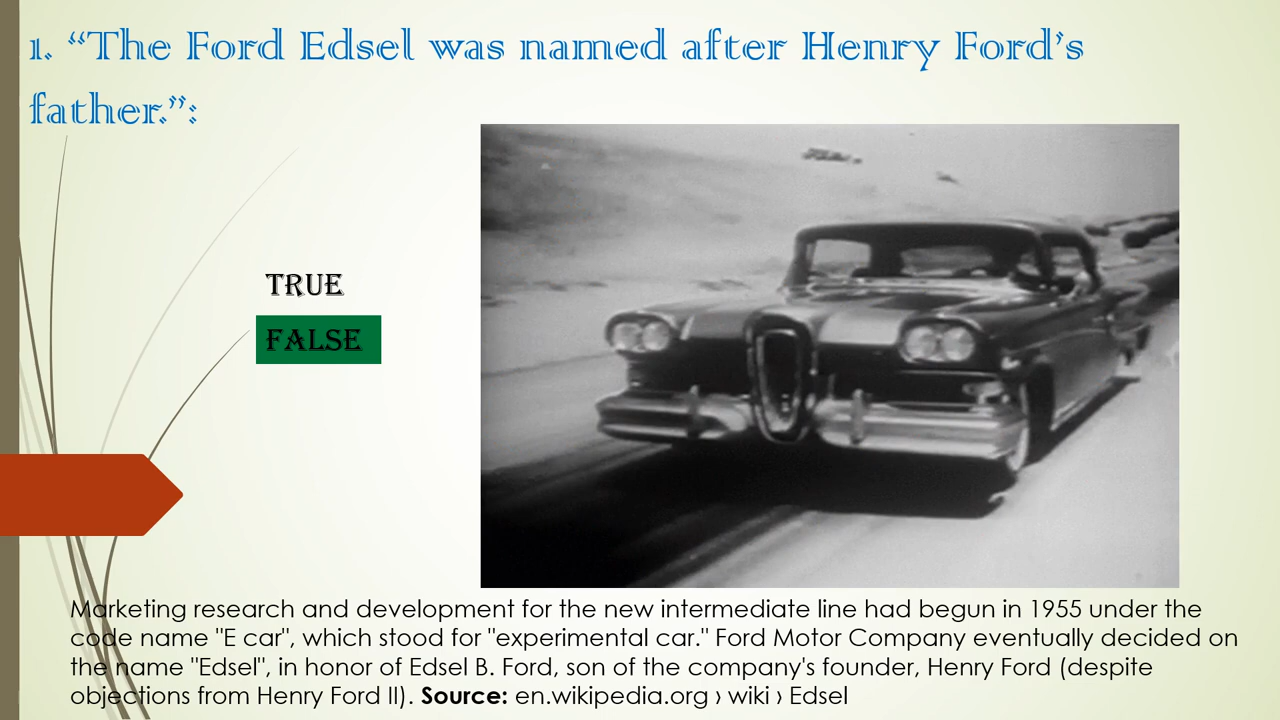 1. “The Ford Edsel was named after Henry Ford’s
father.”:
TRUE
FALSE
Marketing research and development for the new intermediate line had begun in 1955 under the
code name "E car", which stood for "experimental car." Ford Motor Company eventually decided on
the name "Edsel", in honor of Edsel B. Ford, son of the company's founder, Henry Ford (despite
objections from Henry Ford II). Source: en.wikipedia.org › wiki › Edsel